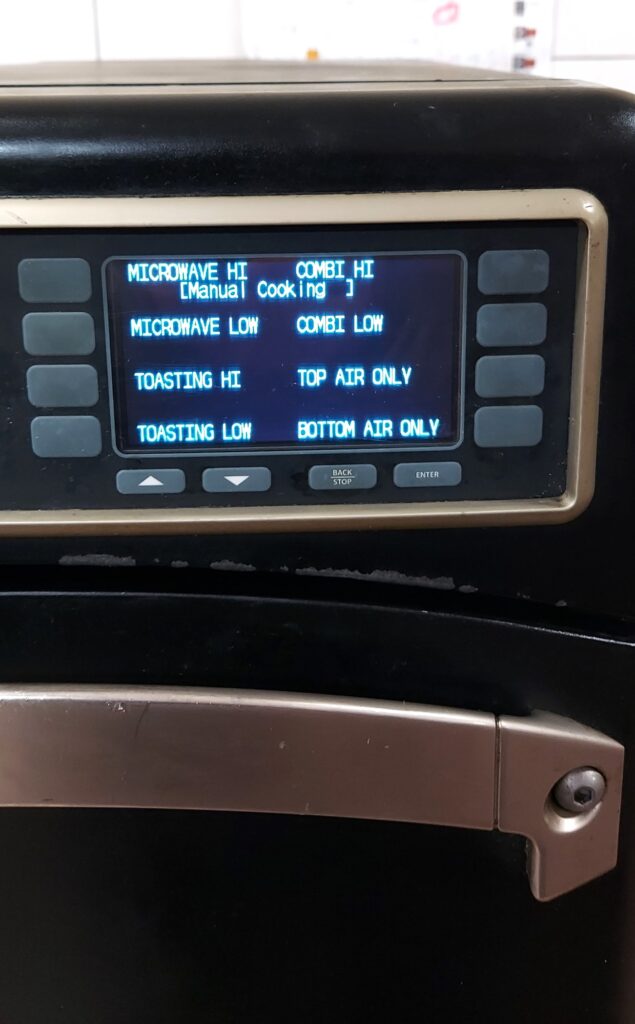 MICROWAVE HI COMBI HI
[Manual Cooking ]
MICROWAVE LOW COMBI LOW
TOASTING HI TOP AIR ONLY
TOASTING LOW BOTTOM AIR ONLY
BACK
STOP
ENTER